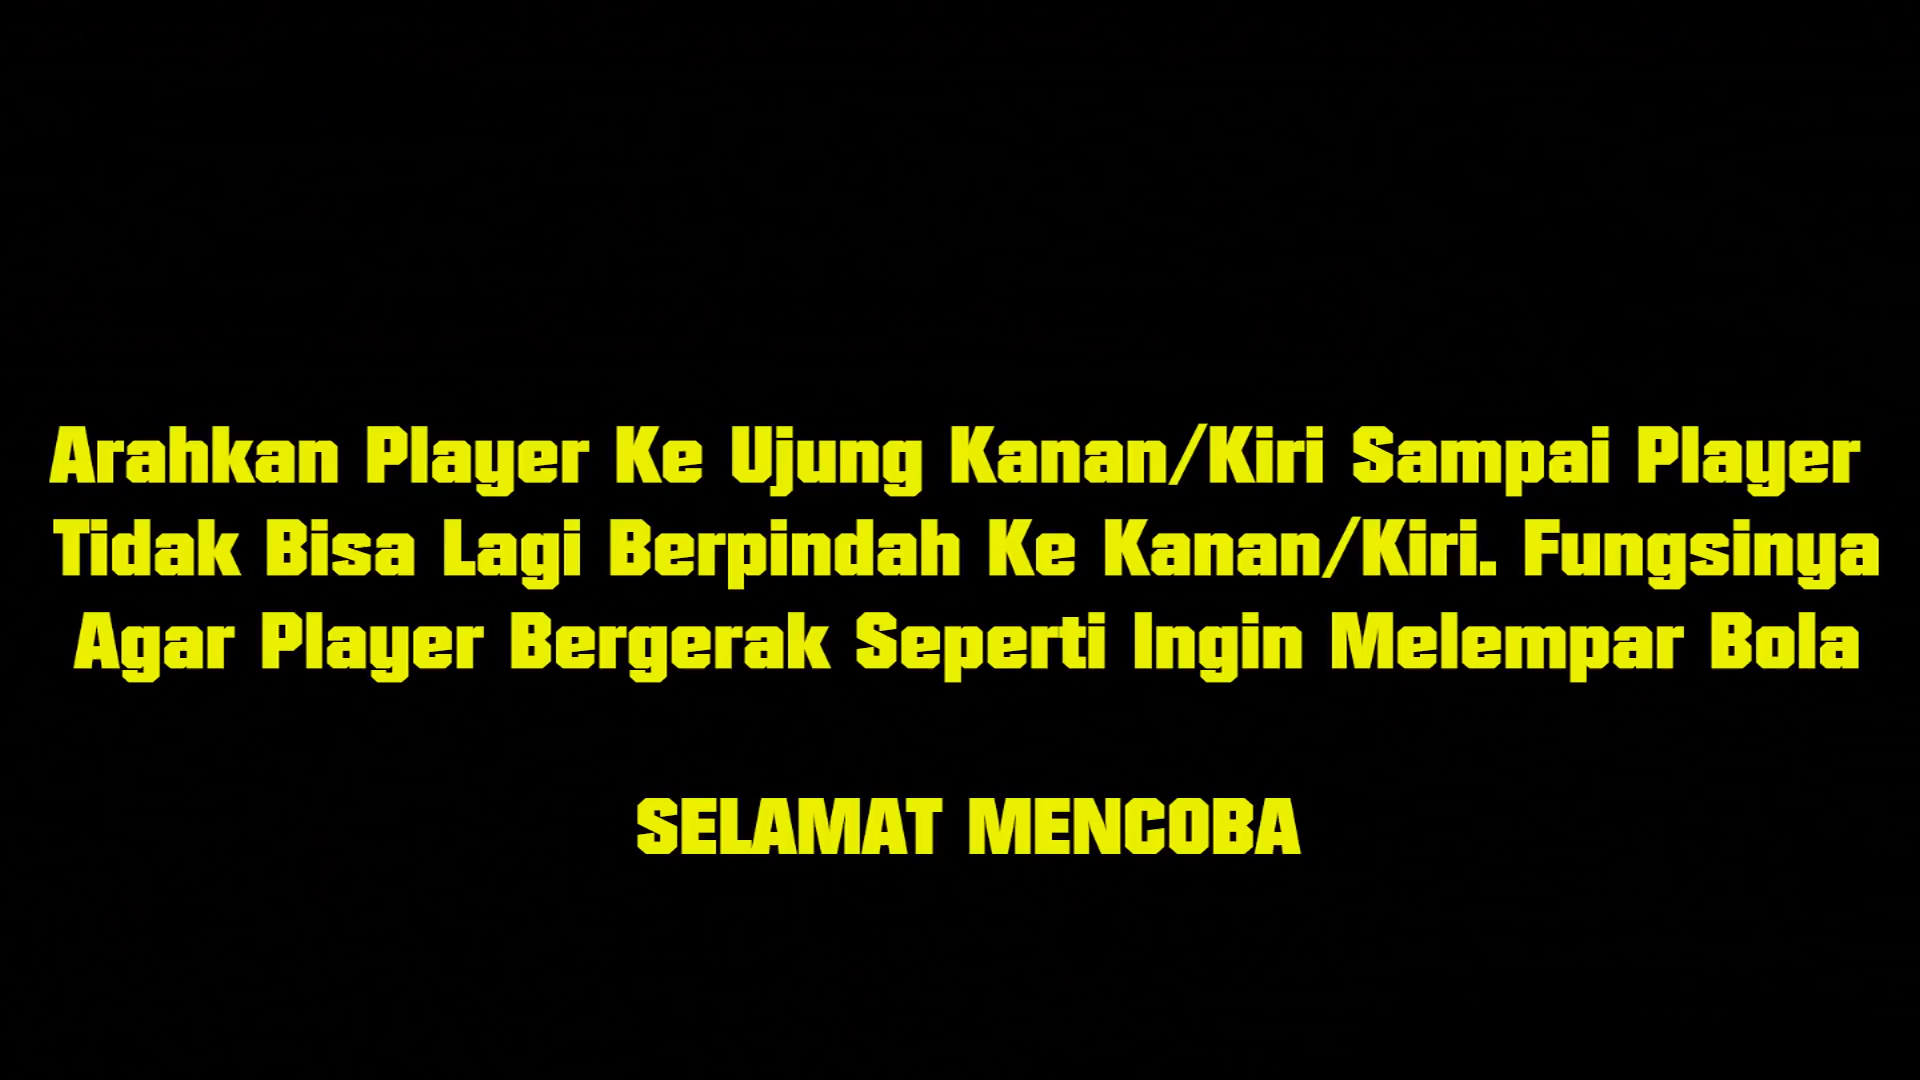 Arahkan Player Ke Ujung Kanan/Kiri Sampai Player
Tidak Bisa Lagi Berpindah Ke Kanan/Kiri. Fungsinya
Agar Player Bergerak Seperti Ingin Melempar Bola
SELAMAT MENCOBA